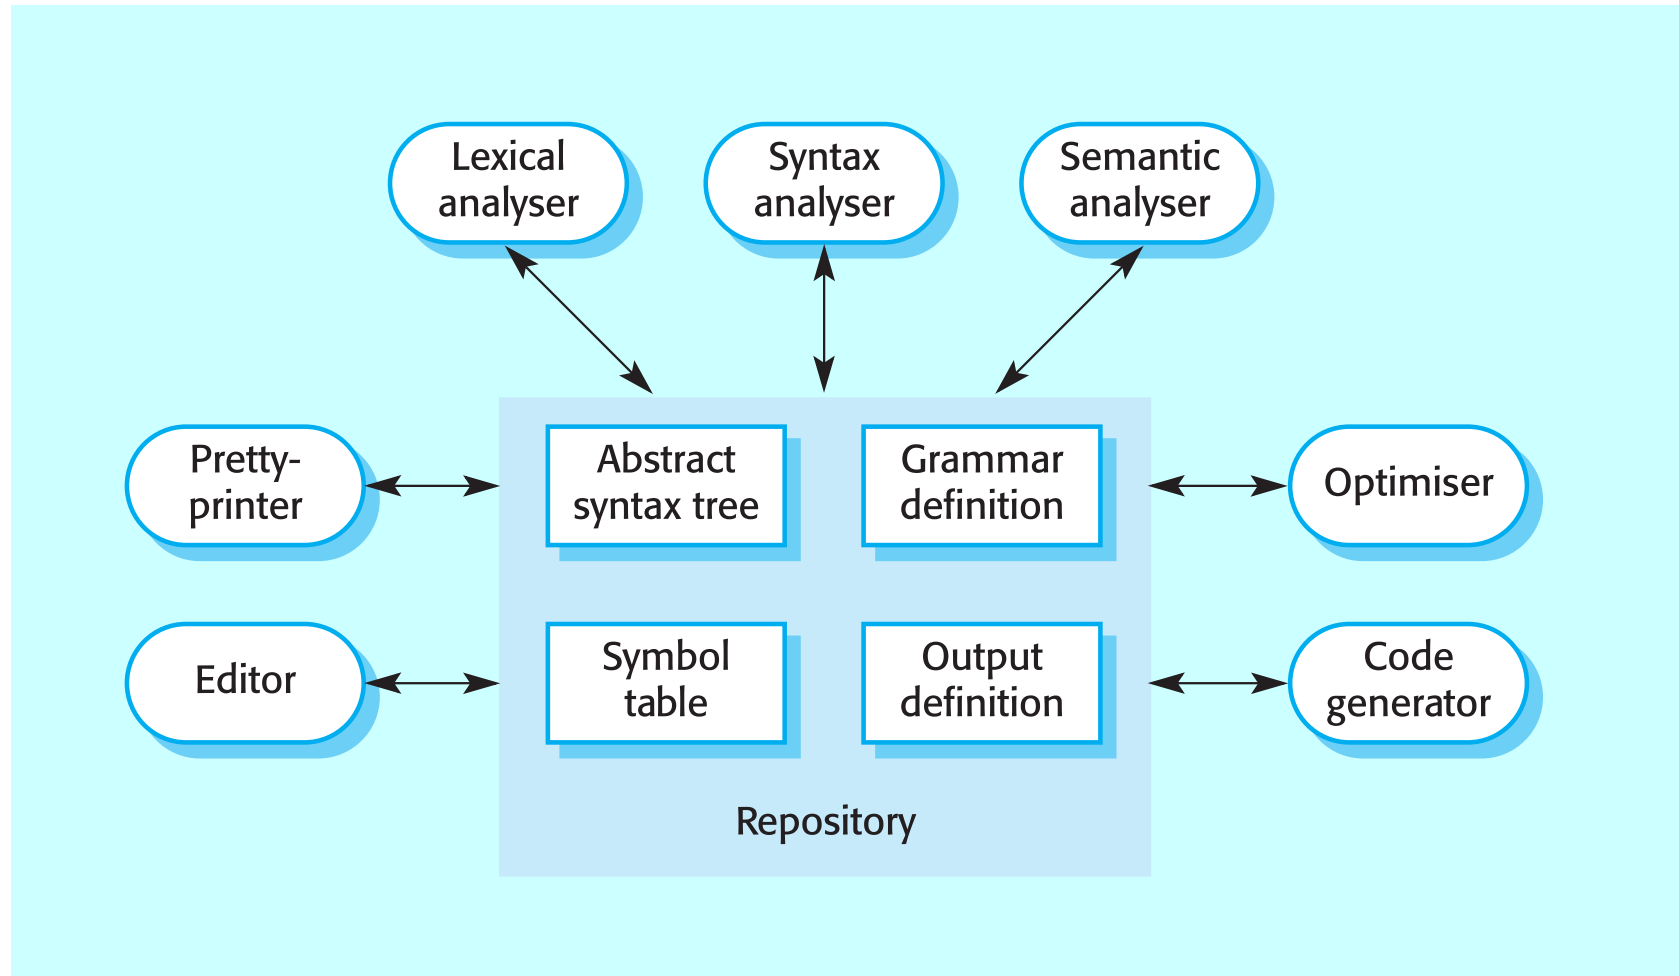 Lexical
analyser
Syntax
analyser
Semantic
analyser
Pretty-
printer
Abstract
syntax tree
Grammar
definition
Optimiser
Editor
Symbol
table
Output
definition
Code
generator
Repository